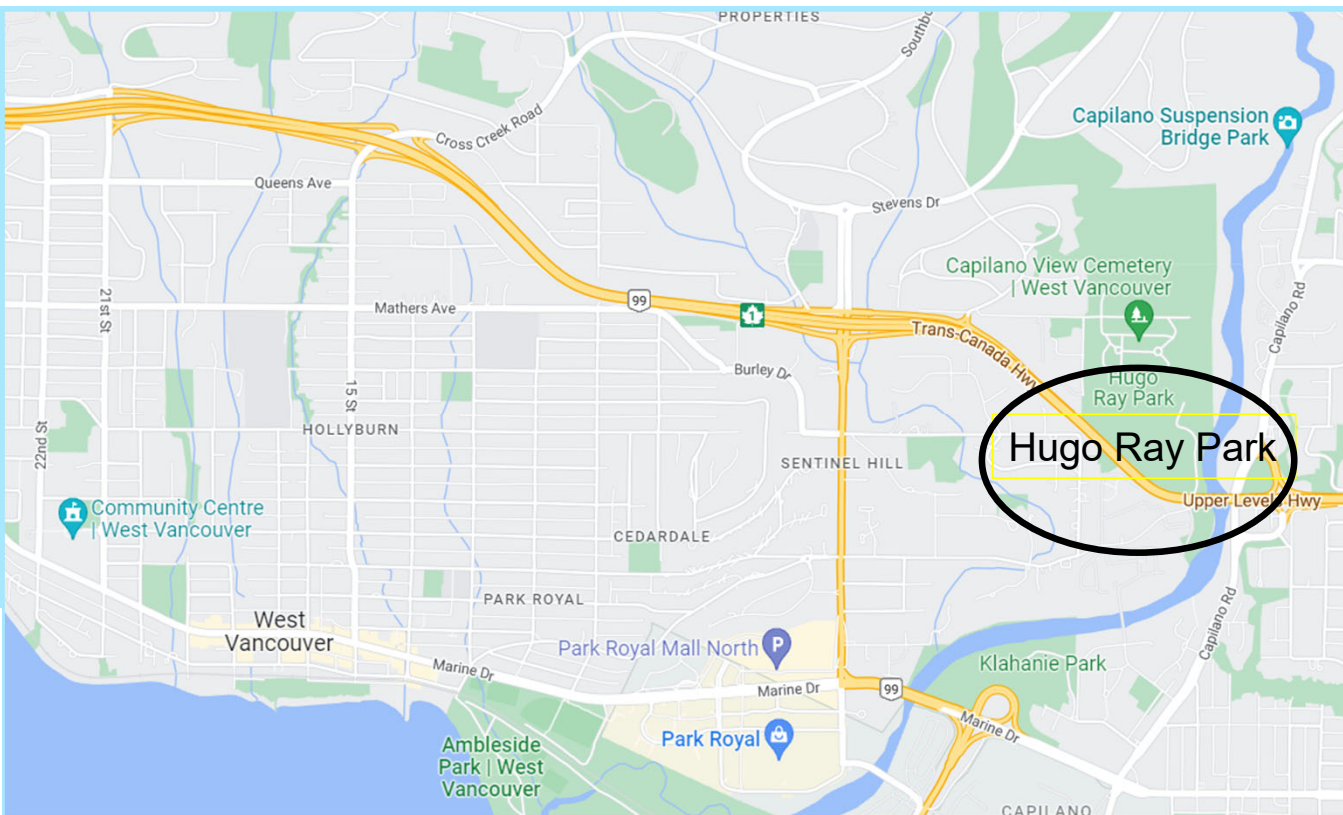 PROPERTIES
Capilano Suspension
Bridge Park
Cross Creek Road
Queens Ave
Stevens Dr
Capilano View Cemetery
| West Vancouver
21st St
99
Mathers Ave
1
Trans-Canada Hwy
Capilano Rd
Burley Dr
Hugo
Ray Park
15 St
HOLLYBURN
22nd St
Hugo Ray Park
SENTINEL HILL
Upper Levels Hwy
Community Centre
| West Vancouver
CEDARDALE
PARK ROYAL
West
Vancouver
Capilano Rd
Park Royal Mall North
P
Marine Dr
Klahanie Park
Marine Dr
99
Marine Dr
Park Royal
Ambleside
Park | West
Vancouver
CAPILANO